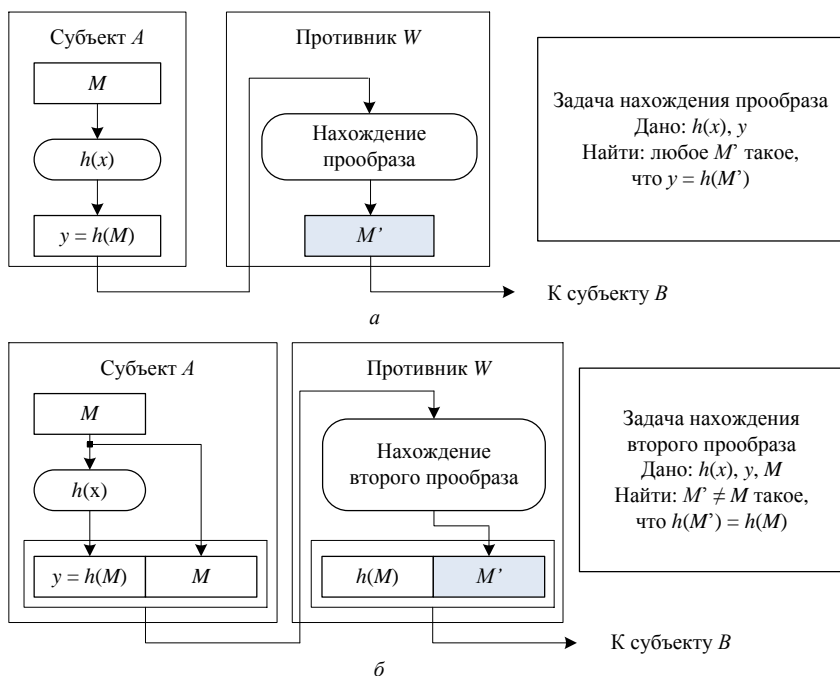 Субъект A
Противник W
M
h(x)
y = h(M)
Нахождение
прообраза
M’
Задача нахождения прообраза
Дано: h(x), y
Найти: любое M’ такое,
что y = h(M’)
К субъекту B
а
Субъект A
Противник W
M
h(x)
y = h(M)
M
Нахождение
второго прообраза
h(M)
M’
Задача нахождения
второго прообраза
Дано: h(x), y, M
Найти: M’ ≠ M такое,
что h(M’) = h(M)
К субъекту B
б